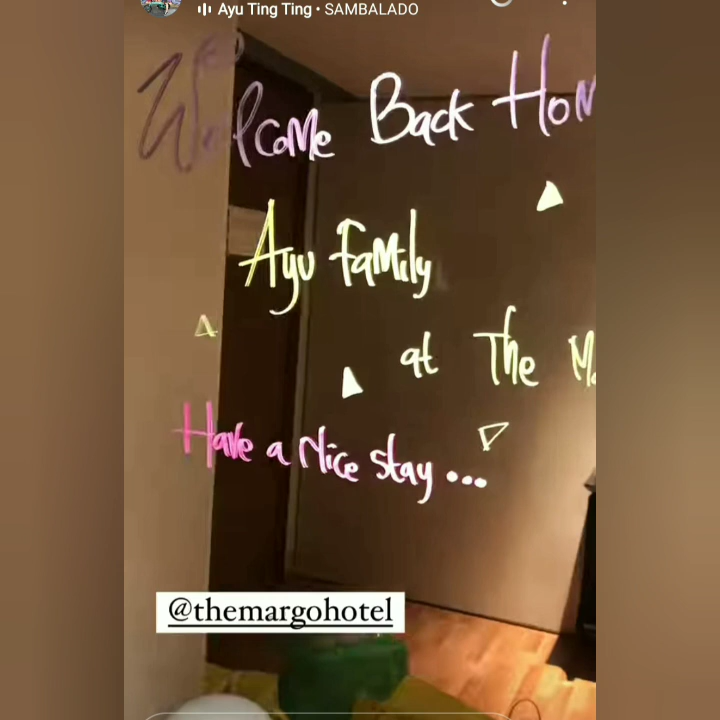 Ayu Ting Ting • SAMBALADO
Welcome Back Hom
Ayu family
at The M
Have a Nice stay...
@themargohotel